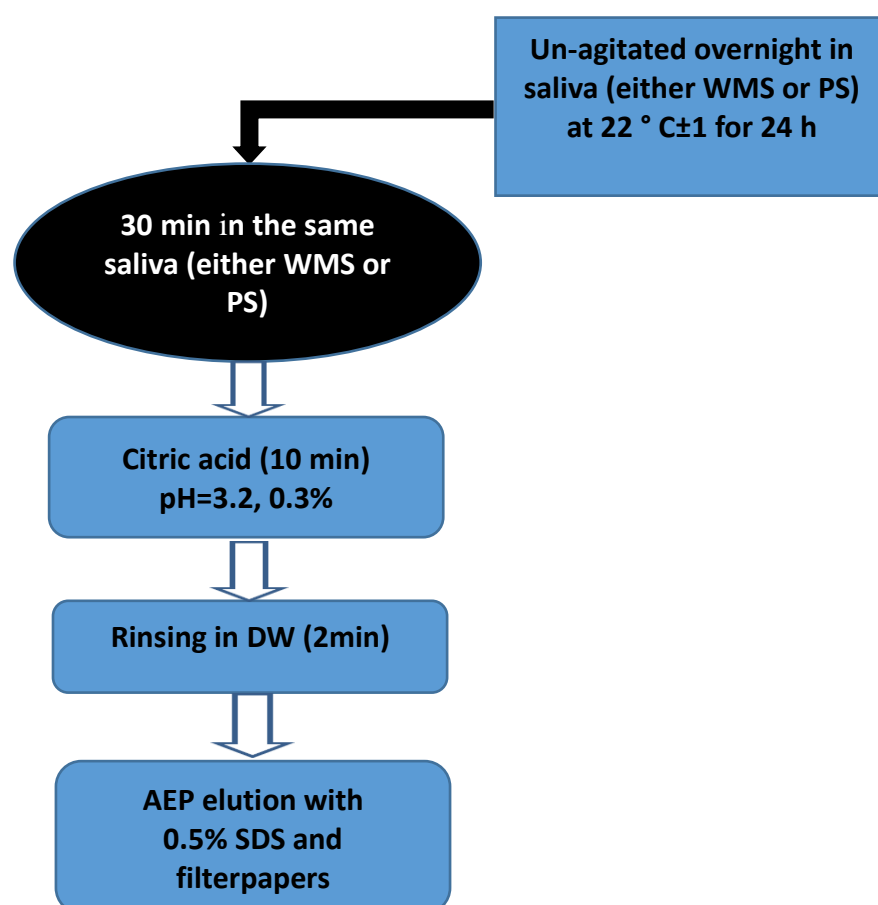 Un-agitated overnight in
saliva (either WMS or PS)
at 22 ° C±1 for 24 h
30 min in the same
saliva (either WMS or
PS)
Citric acid (10 min)
pH=3.2, 0.3%
Rinsing in DW (2min)
AEP elution with
0.5% SDS and
filterpapers